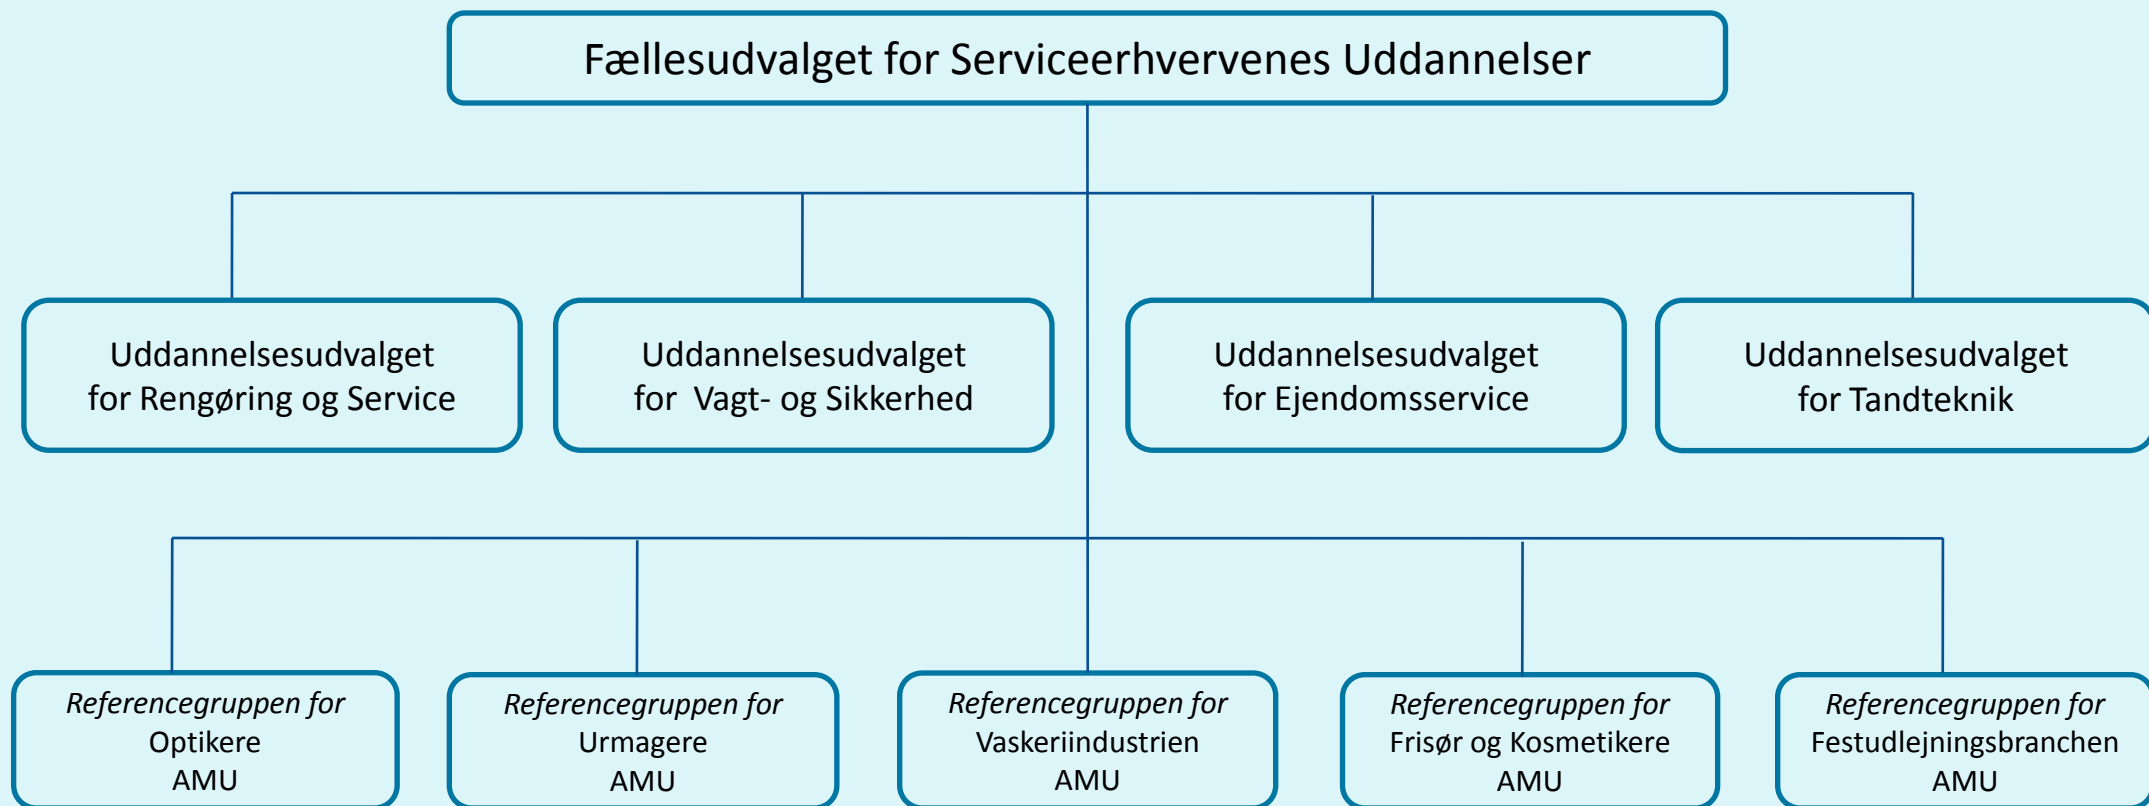 Fællesudvalget for Serviceerhvervenes Uddannelser
Uddannelsesudvalget
for Rengøring og Service
Uddannelsesudvalget
for Vagt- og Sikkerhed
Uddannelsesudvalget
for Ejendomsservice
Uddannelsesudvalget
for Tandteknik
Referencegruppen for
Optikere
AMU
Referencegruppen for
Urmagere
AMU
Referencegruppen for
Vaskeriindustrien
AMU
Referencegruppen for
Frisør og Kosmetikere
AMU
Referencegruppen for
Festudlejningsbranchen
AMU